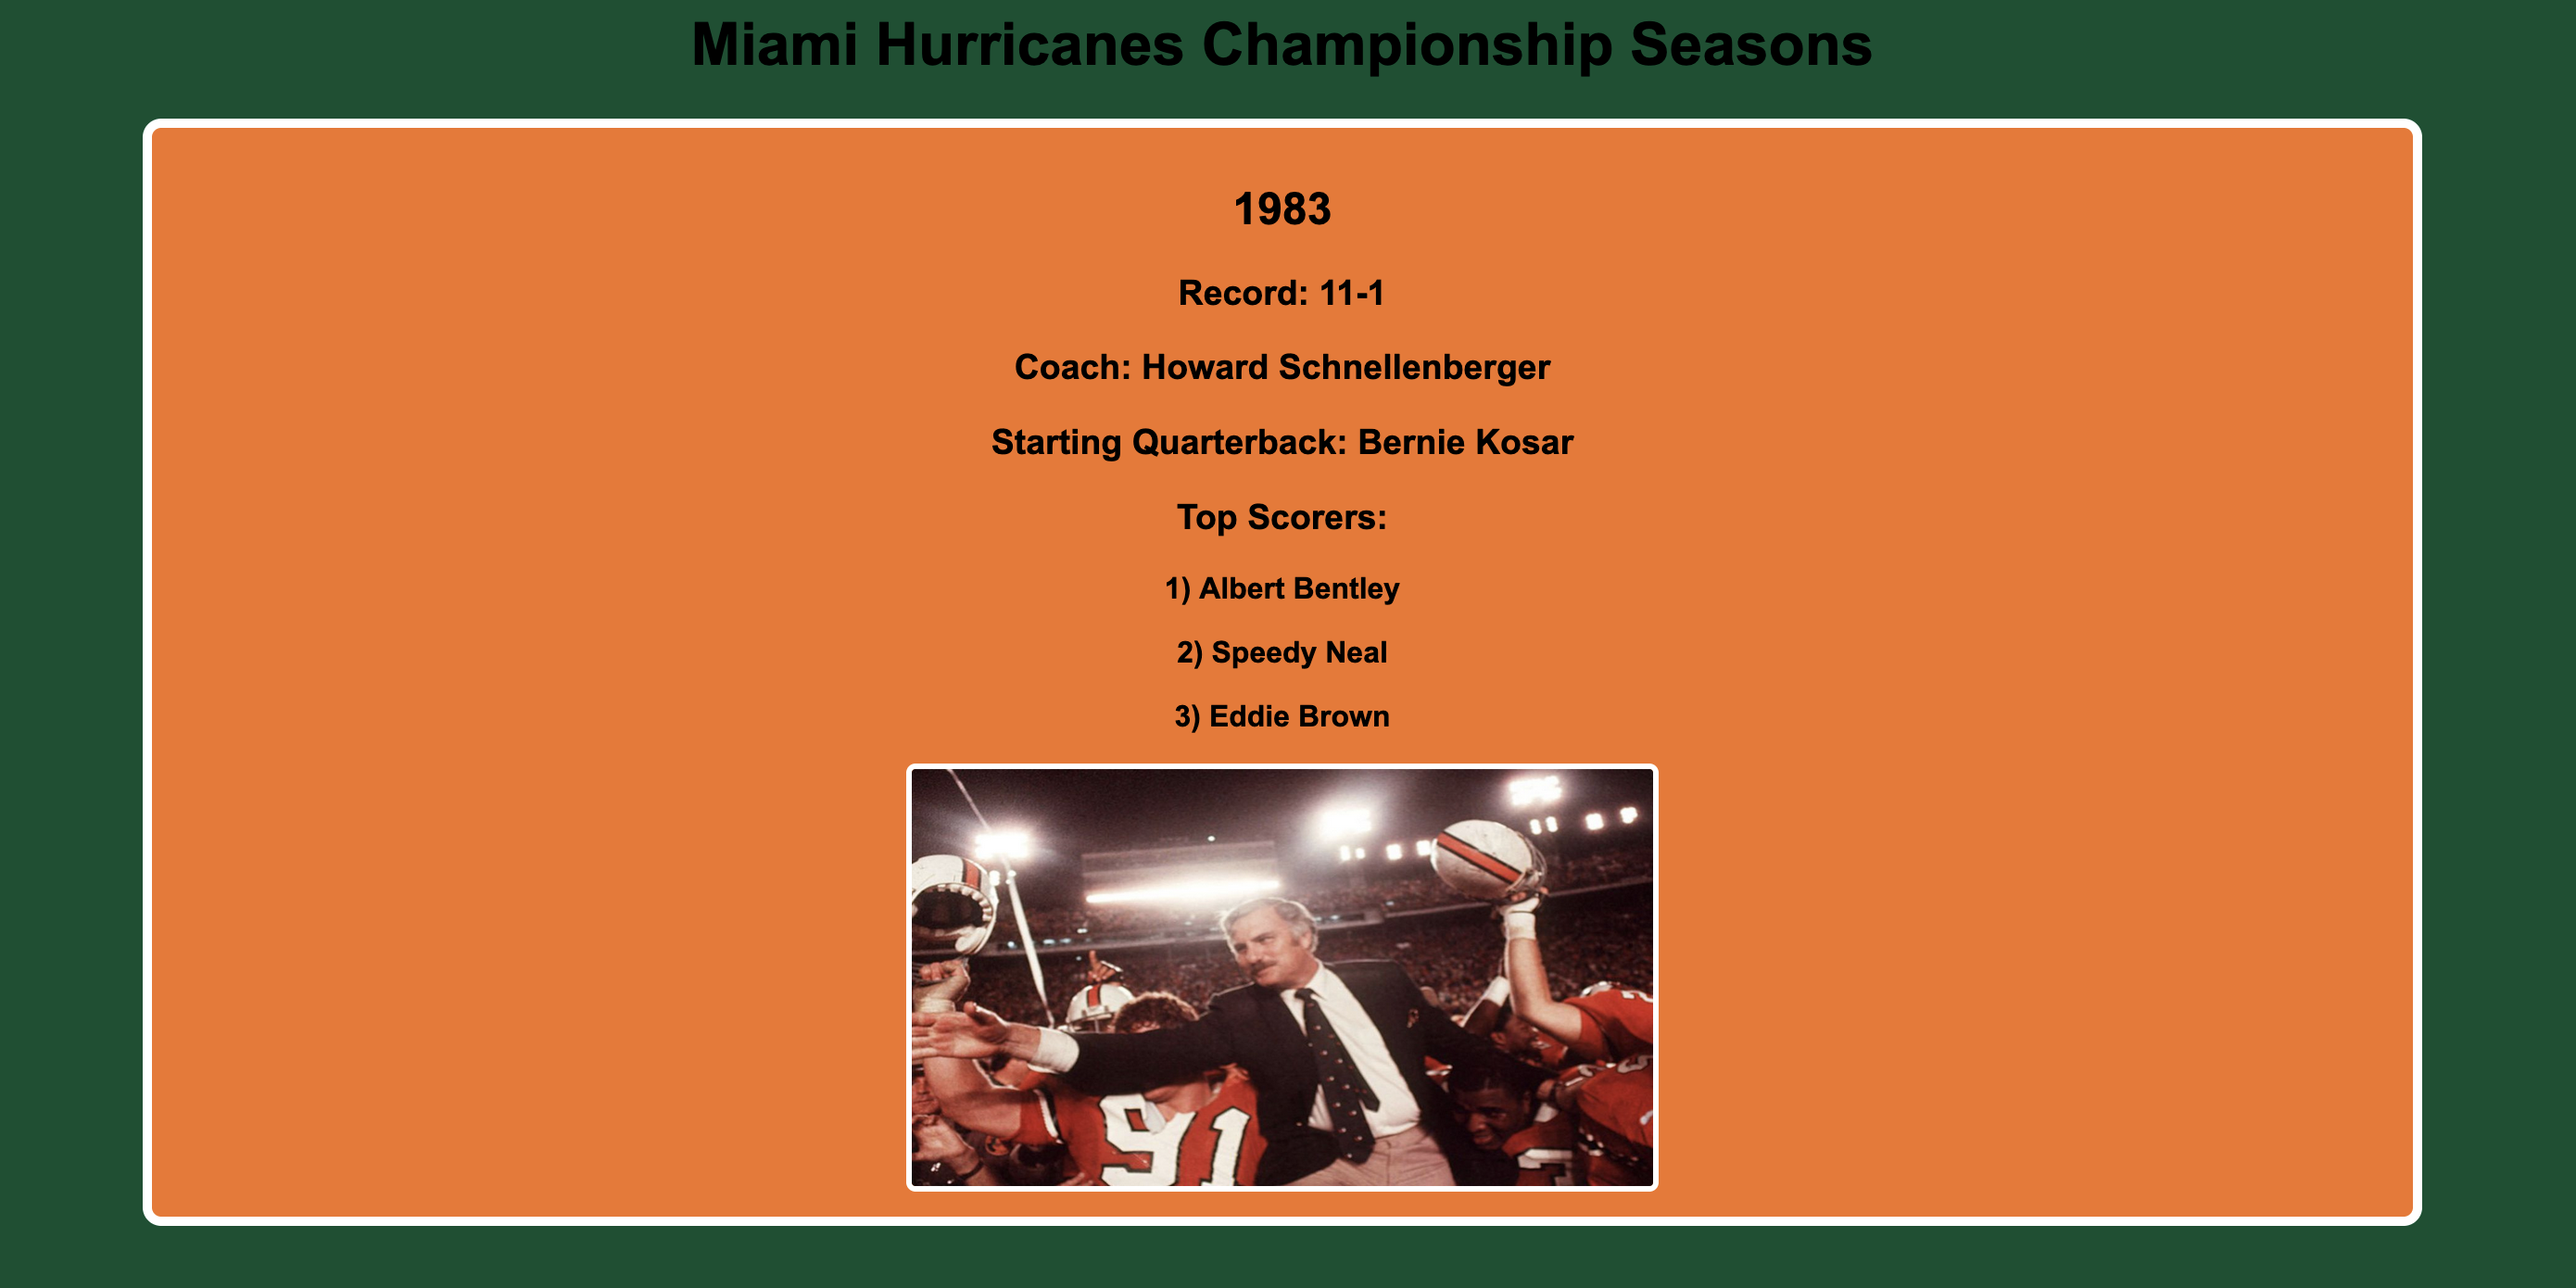 Miami Hurricanes Championship Seasons
1983
Record: 11-1
Coach: Howard Schnellenberger
Starting Quarterback: Bernie Kosar
Top Scorers:
1) Albert Bentley
2) Speedy Neal
3) Eddie Brown
91